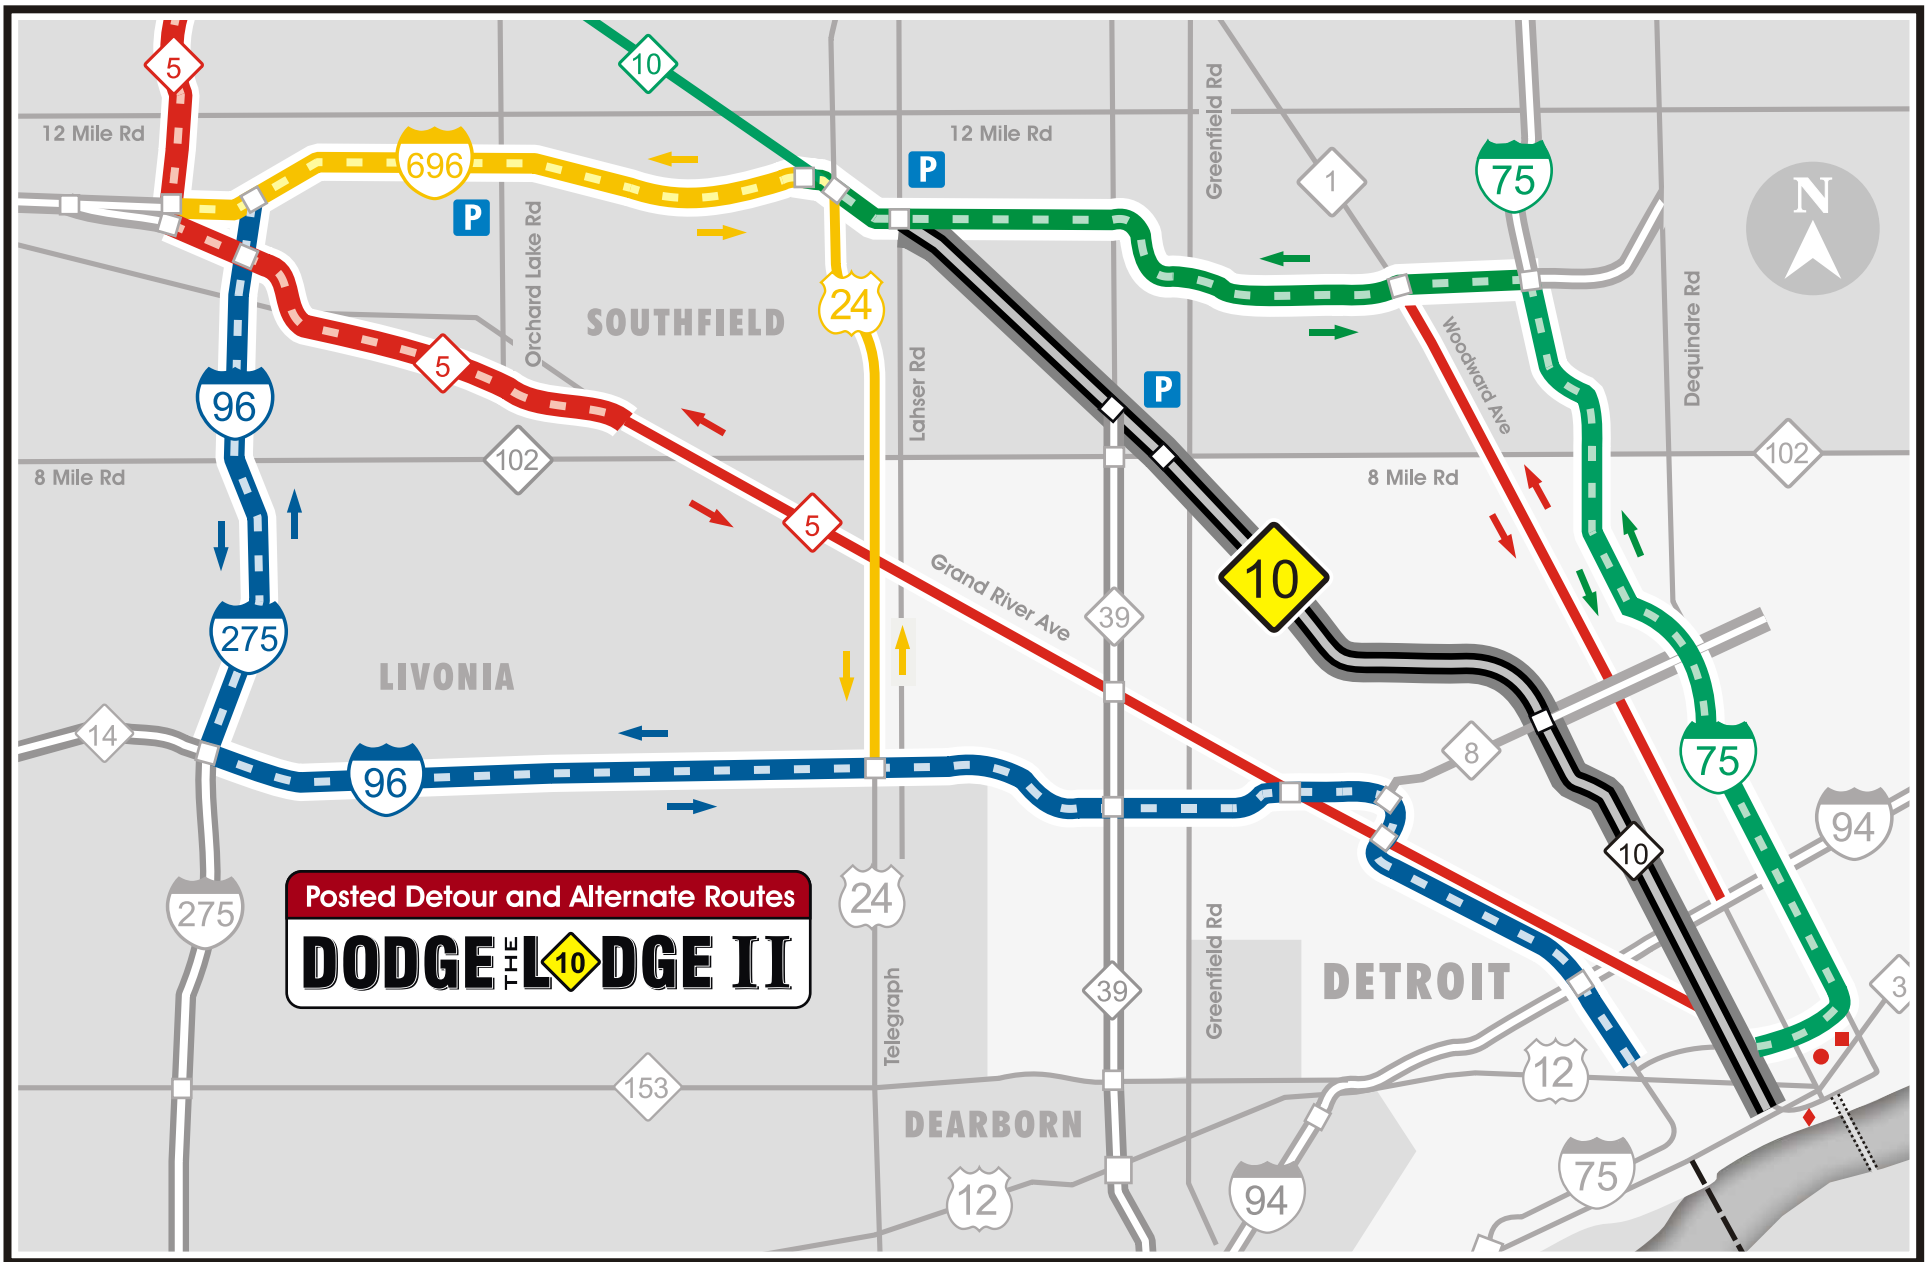 5
10
12 Mile Rd
696
P
12 Mile Rd
P
Greenfield Rd
1
75
N
Orchard Lake Rd
SOUTHFIELD
24
Lahser Rd
Woodward Ave
Dequindre Rd
5
96
P
102
8 Mile Rd
8 Mile Rd
102
5
10
Grand River Ave
39
275
LIVONIA
14
96
8
75
94
10
275
Posted Detour and Alternate Routes
DODGE THE L10DGE II
24
Telegraph
39
Greenfield Rd
DETROIT
3
153
12
DEARBORN
12
94
75